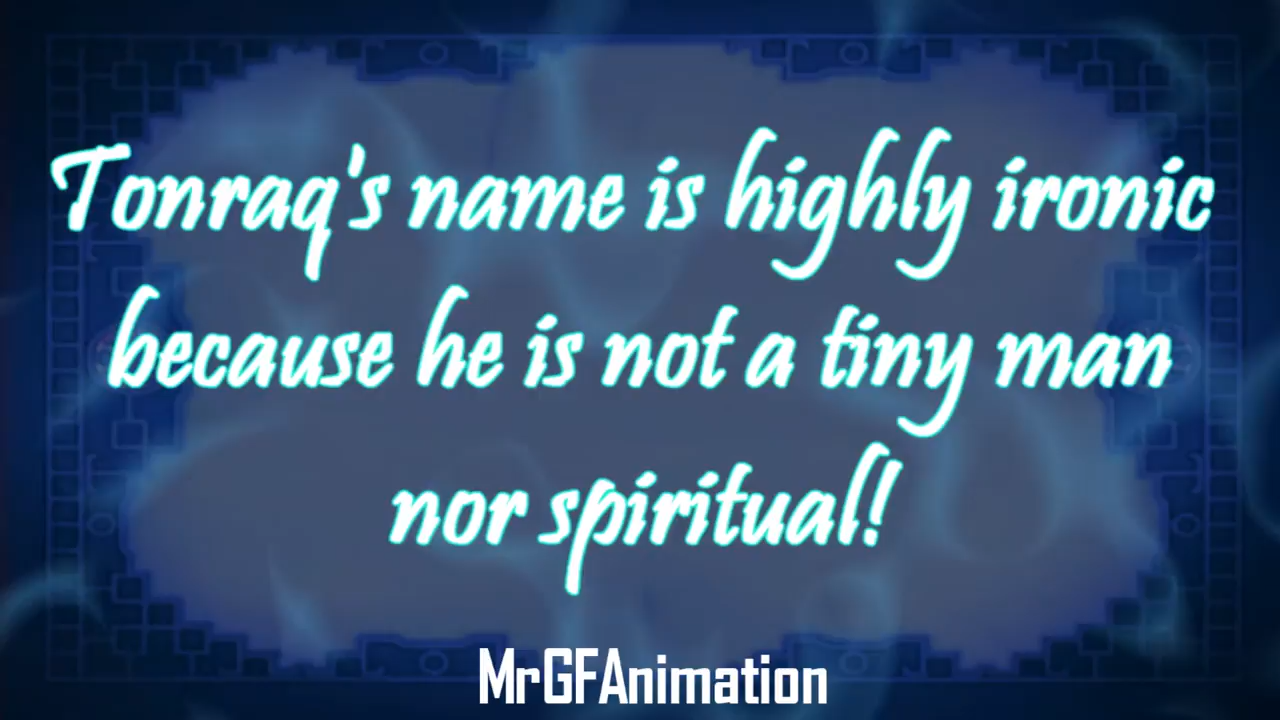 Tonraq's name is highly ironic
because he is not a tiny man
nor spiritual!
MrGFAnimation